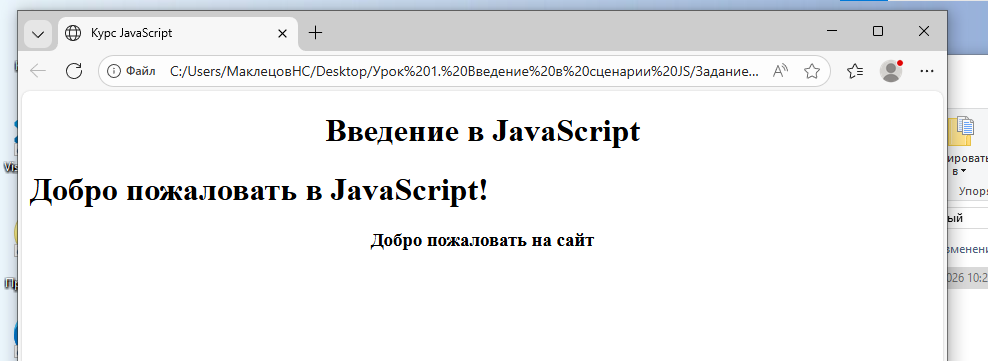 Курс JavaScript
Файл
C:/Users/МаклецовНС/Desktop/Урок%201.%20Введение%20в%20сценарии%20JS/Задание...
Введение в JavaScript
Добро пожаловать в JavaScript!
Добро пожаловать на сайт
в